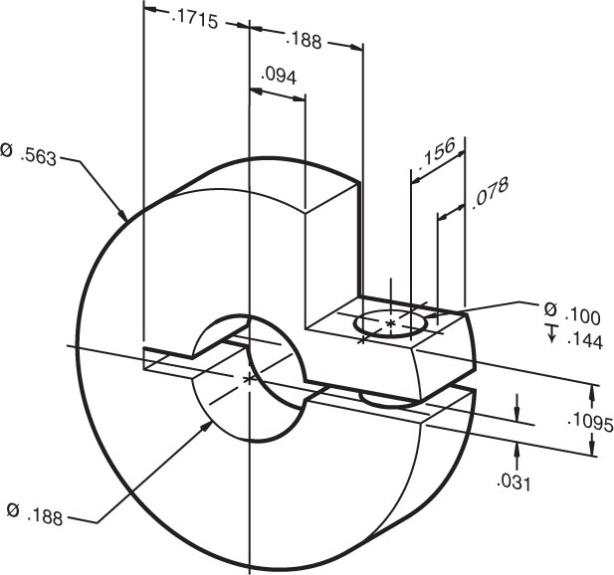 .1715
.188
.094
Ø .563
.156
.078
Ø .100
↧ .144
.1095
.031
Ø .188